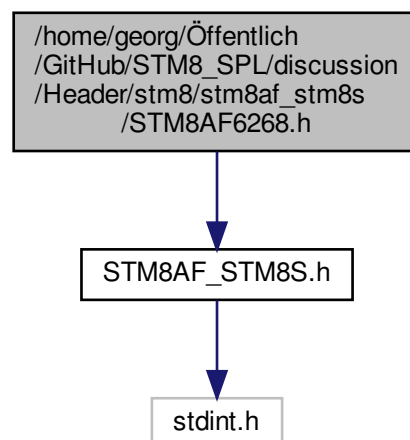 /home/georg/Öffentlich
/GitHub/STM8_SPL/discussion
/Header/stm8/stm8af_stm8s
/STM8AF6268.h
STM8AF_STM8S.h
stdint.h